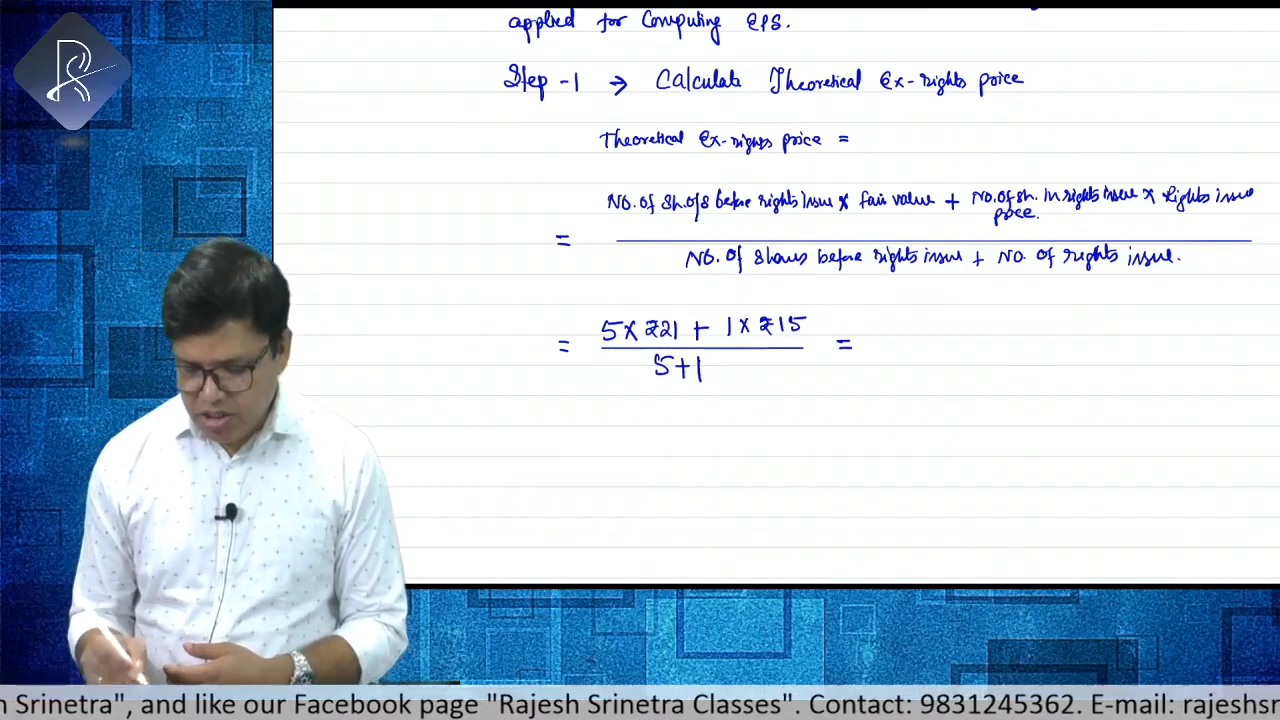 applied for Computing EPS.
Step -1 → Calculate Theoretical Ex-rights price
Theoretical Ex-rights price =
= No. of Sh. o/s before rights issue x fair value + No. of sh. in rights issue x Rights issue price.
No. of Shares before rights issue + No. of rights issue.
= 5 x ₹21 + 1 x ₹15 =
5+1
n Srinetra", and like our Facebook page "Rajesh Srinetra Classes". Contact: 9831245362. E-mail: rajeshsr